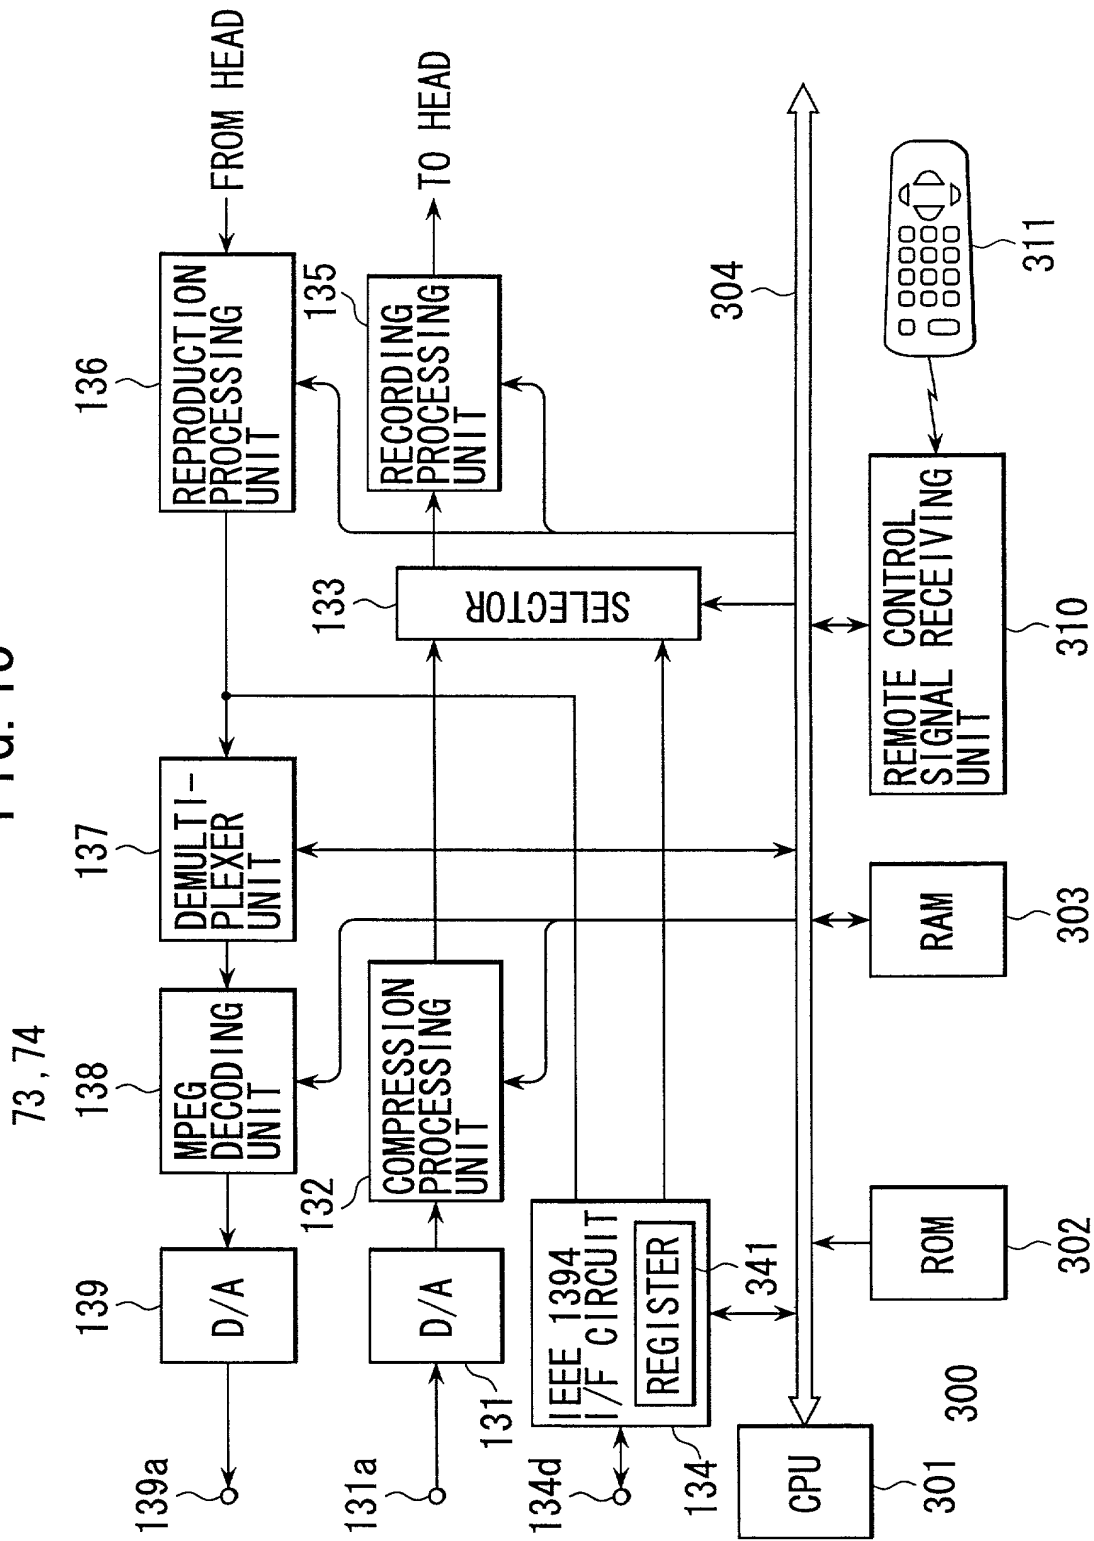 FIG.
73, 74
139a
139
D/A
138
MPEG
DECODING
UNIT
137
DEMULTI-
PLEXER
UNIT
136
REPRODUCTION
PROCESSING
UNIT
FROM HEAD
131a
D/A
131
132
COMPRESSION
PROCESSING
UNIT
133
SELECTOR
135
RECORDING
PROCESSING
UNIT
TO HEAD
134d
IEEE 1394
I/F CIRCUIT
REGISTER
134
341
304
CPU
301
300
ROM
302
RAM
303
REMOTE CONTROL
SIGNAL RECEIVING
UNIT
310
311